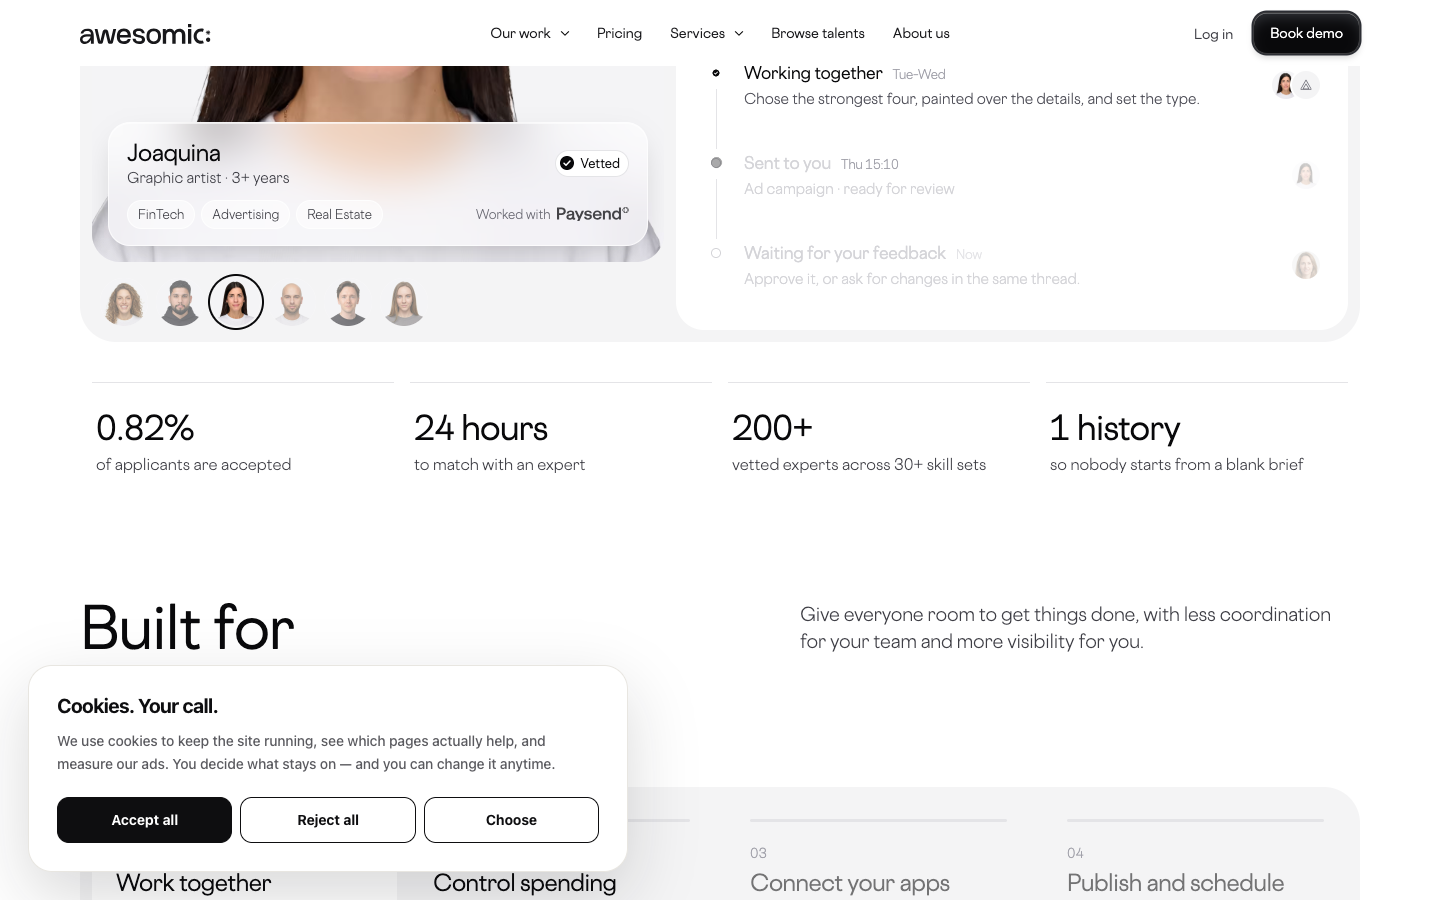 awesomic:
Our work
Pricing
Services
Browse talents
About us
Log in
Book demo
Joaquina
Graphic artist · 3+ years
Vetted
FinTech
Advertising
Real Estate
Worked with Paysend
Working together Tue–Wed
Chose the strongest four, painted over the details, and set the type.
Sent to you Thu 15:10
Ad campaign · ready for review
Waiting for your feedback Now
Approve it, or ask for changes in the same thread.
0.82%
of applicants are accepted
24 hours
to match with an expert
200+
vetted experts across 30+ skill sets
1 history
so nobody starts from a blank brief
Built for
Give everyone room to get things done, with less coordination
for your team and more visibility for you.
Cookies. Your call.
We use cookies to keep the site running, see which pages actually help, and
measure our ads. You decide what stays on — and you can change it anytime.
Accept all
Reject all
Choose
Work together
Control spending
03
Connect your apps
04
Publish and schedule